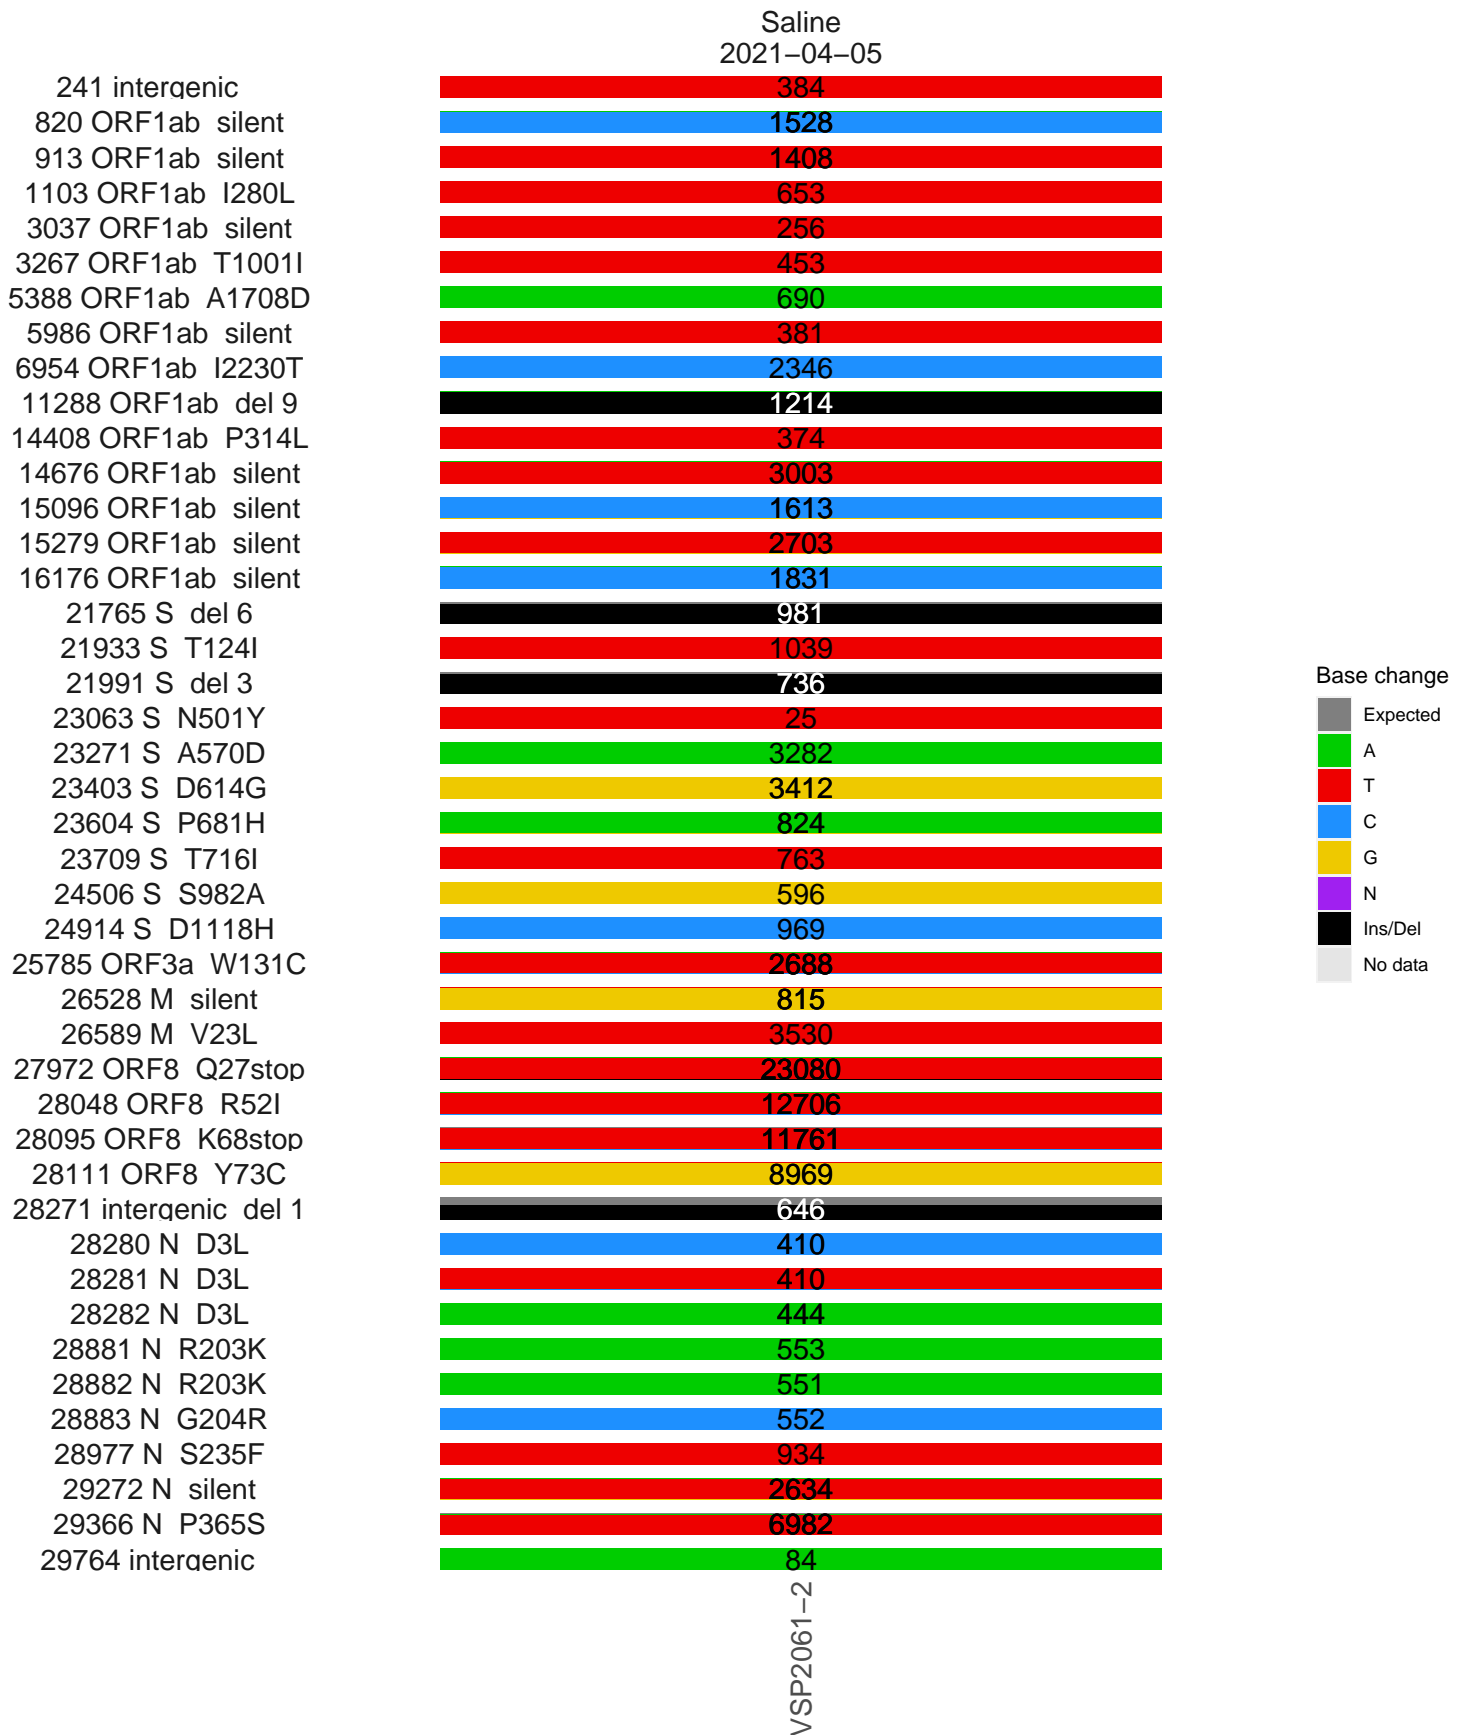 Saline
2021−04−05
241 intergenic 384
820 ORF1ab silent 1528
913 ORF1ab silent 1408
1103 ORF1ab I280L 653
3037 ORF1ab silent 256
3267 ORF1ab T1001I 453
5388 ORF1ab A1708D 690
5986 ORF1ab silent 381
6954 ORF1ab I2230T 2346
11288 ORF1ab del 9 1214
14408 ORF1ab P314L 374
14676 ORF1ab silent 3003
15096 ORF1ab silent 1613
15279 ORF1ab silent 2703
16176 ORF1ab silent 1831
21765 S del 6 981
21933 S T124I 1039
21991 S del 3 736
23063 S N501Y 25
23271 S A570D 3282
23403 S D614G 3412
23604 S P681H 824
23709 S T716I 763
24506 S S982A 596
24914 S D1118H 969
25785 ORF3a W131C 2688
26528 M silent 815
26589 M V23L 3530
27972 ORF8 Q27stop 23080
28048 ORF8 R52I 12706
28095 ORF8 K68stop 11761
28111 ORF8 Y73C 8969
28271 intergenic del 1 646
28280 N D3L 410
28281 N D3L 410
28282 N D3L 444
28881 N R203K 553
28882 N R203K 551
28883 N G204R 552
28977 N S235F 934
29272 N silent 2634
29366 N P365S 6982
29764 intergenic 84
VSP2061−2
Base change
Expected
A
T
C
G
N
Ins/Del
No data